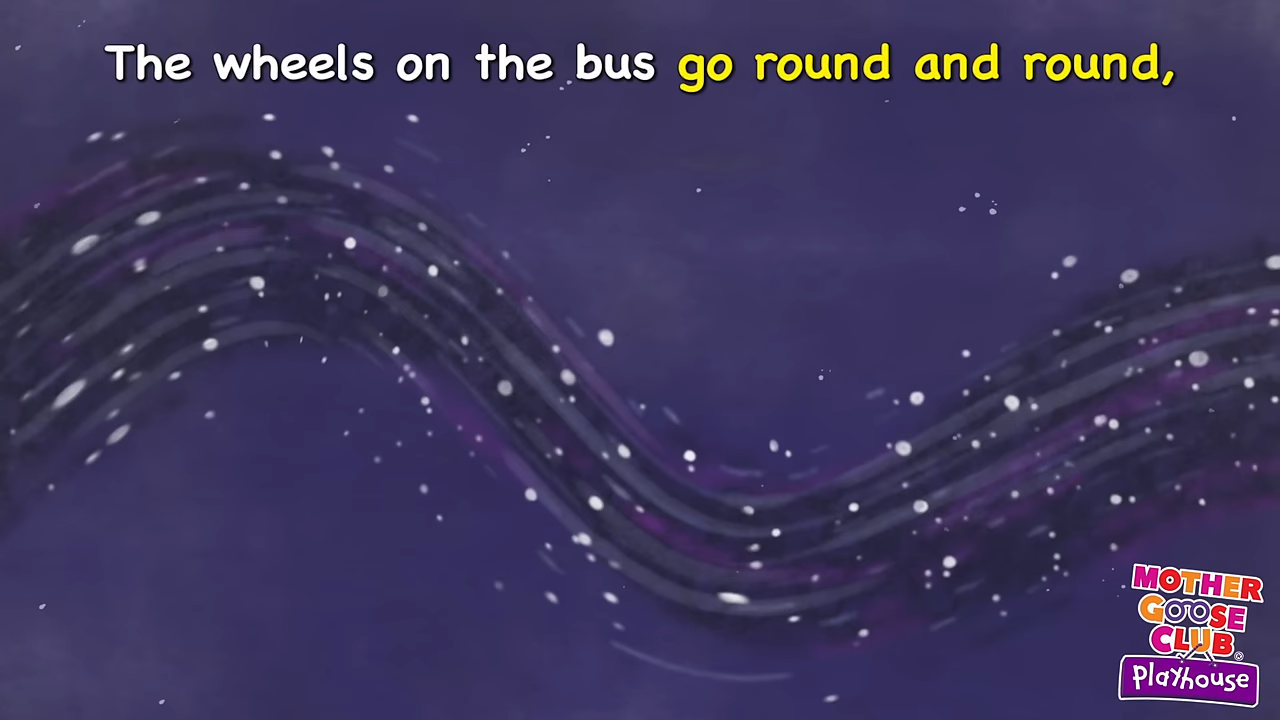 The wheels on the bus go round and round,
MOTHER
GOOSE
CLUB
Playhouse